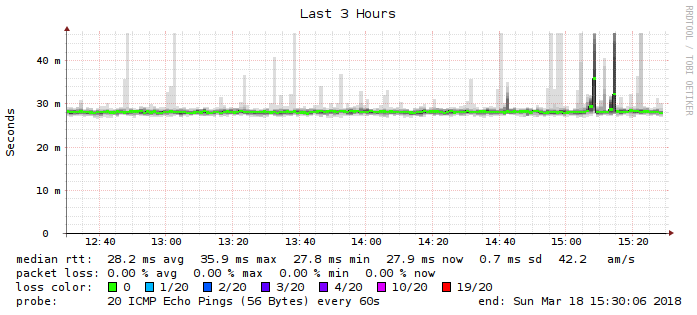 Last 3 Hours
RRDTOOL / TOBI OETIKER
Seconds
40 m
30 m
20 m
10 m
0
12:40 13:00 13:20 13:40 14:00 14:20 14:40 15:00 15:20
median rtt: 28.2 ms avg 35.9 ms max 27.8 ms min 27.9 ms now 0.7 ms sd 42.2 am/s
packet loss: 0.00 % avg 0.00 % max 0.00 % min 0.00 % now
loss color: 0 1/20 2/20 3/20 4/20 10/20 19/20
probe: 20 ICMP Echo Pings (56 Bytes) every 60s end: Sun Mar 18 15:30:06 2018